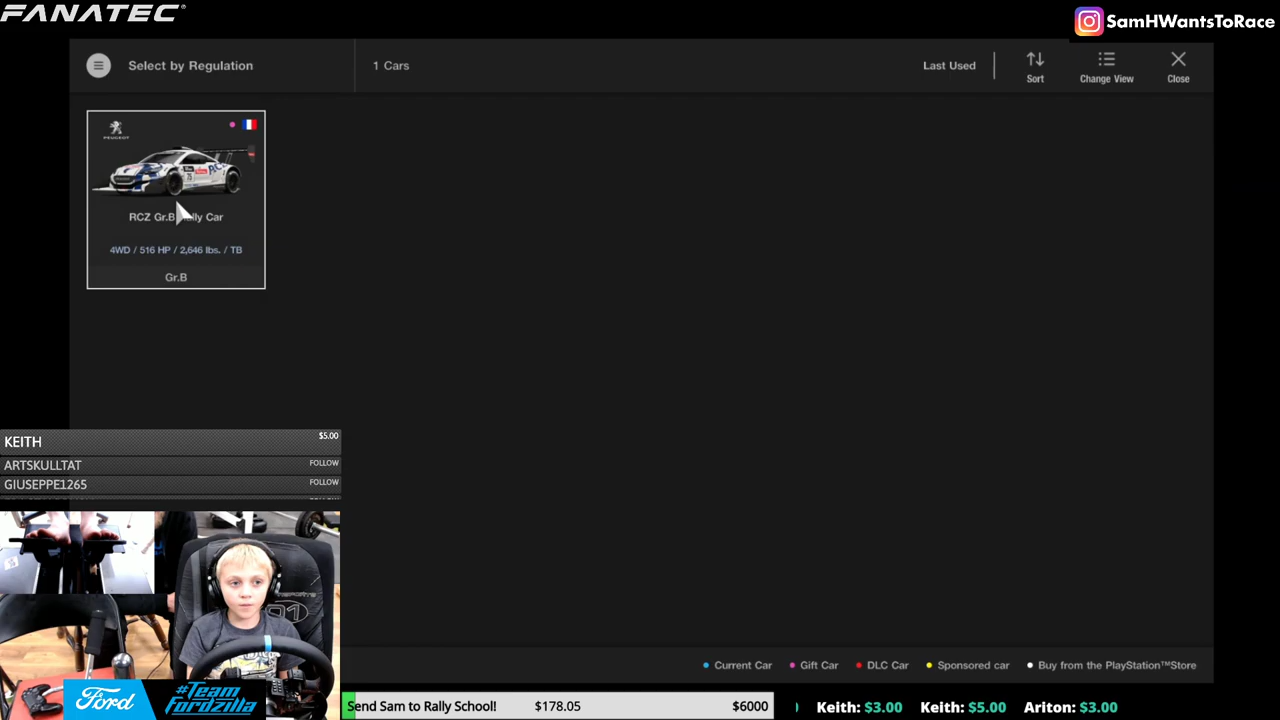 FANATEC
SamHWantsToRace
Select by Regulation
1 Cars
Last Used
Sort
Change View
Close
PEUGEOT
RCZ Gr.B Rally Car
4WD / 516 HP / 2,646 lbs. / TB
Gr.B
KEITH $5.00
ARTSKULLTAT FOLLOW
GIUSEPPE1265 FOLLOW
Current Car
Gift Car
DLC Car
Sponsored car
Buy from the PlayStation™Store
Ford
#Team Fordzilla
Send Sam to Rally School! $178.05 $6000
Keith: $3.00 Keith: $5.00 Ariton: $3.00